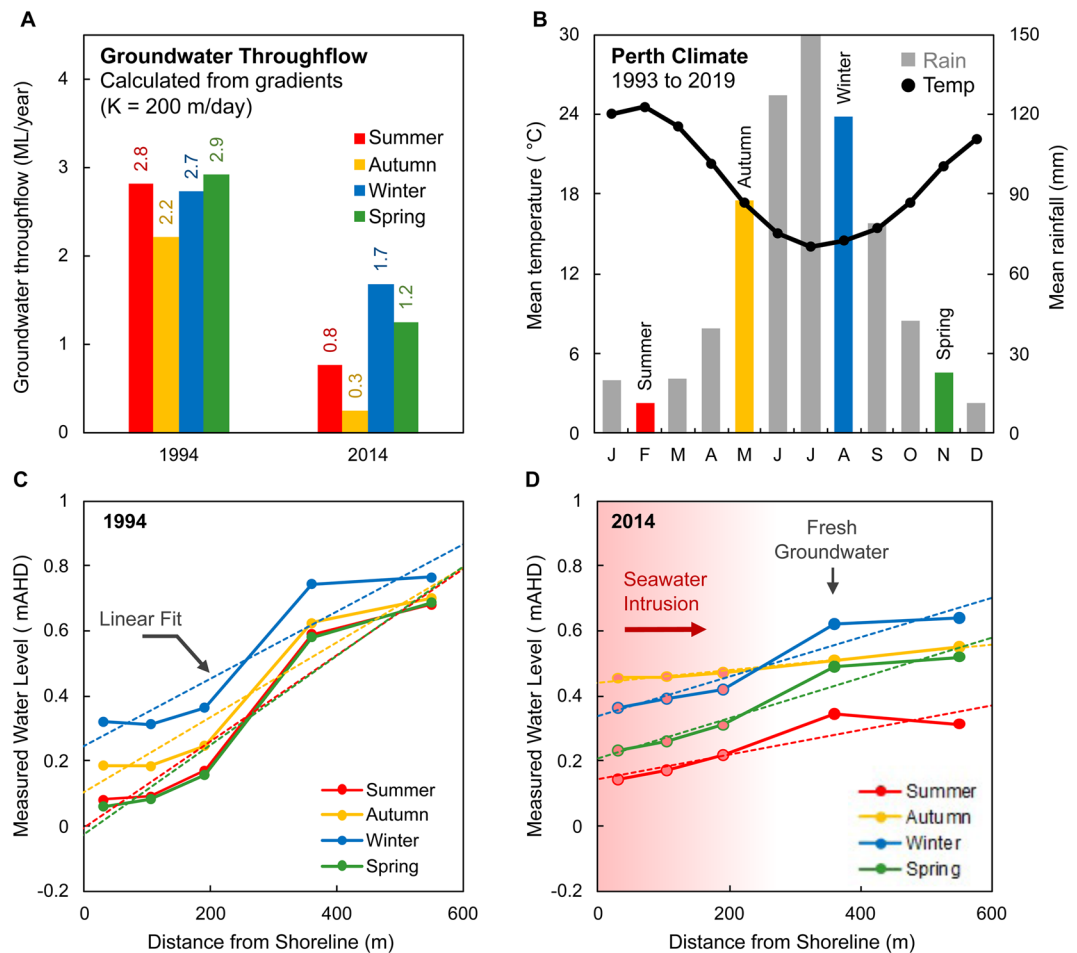 A
Groundwater Throughflow
Calculated from gradients
(K = 200 m/day)
Summer
Autumn
Winter
Spring
Groundwater throughflow (ML/year)
4
3
2
1
0
2.8
2.2
2.7
2.9
0.8
0.3
1.7
1.2
1994
2014
B
Perth Climate
1993 to 2019
Rain
Temp
Mean temperature ( °C)
30
24
18
12
6
0
Mean rainfall (mm)
150
120
90
60
30
0
Summer
Autumn
Winter
Spring
J F M A M J J A S O N D
C
1994
Linear Fit
Measured Water Level ( mAHD)
1
0.8
0.6
0.4
0.2
0
-0.2
Summer
Autumn
Winter
Spring
0 200 400 600
Distance from Shoreline (m)
D
2014
Seawater
Intrusion
Fresh
Groundwater
Measured Water Level ( mAHD)
1
0.8
0.6
0.4
0.2
0
-0.2
Summer
Autumn
Winter
Spring
0 200 400 600
Distance from Shoreline (m)